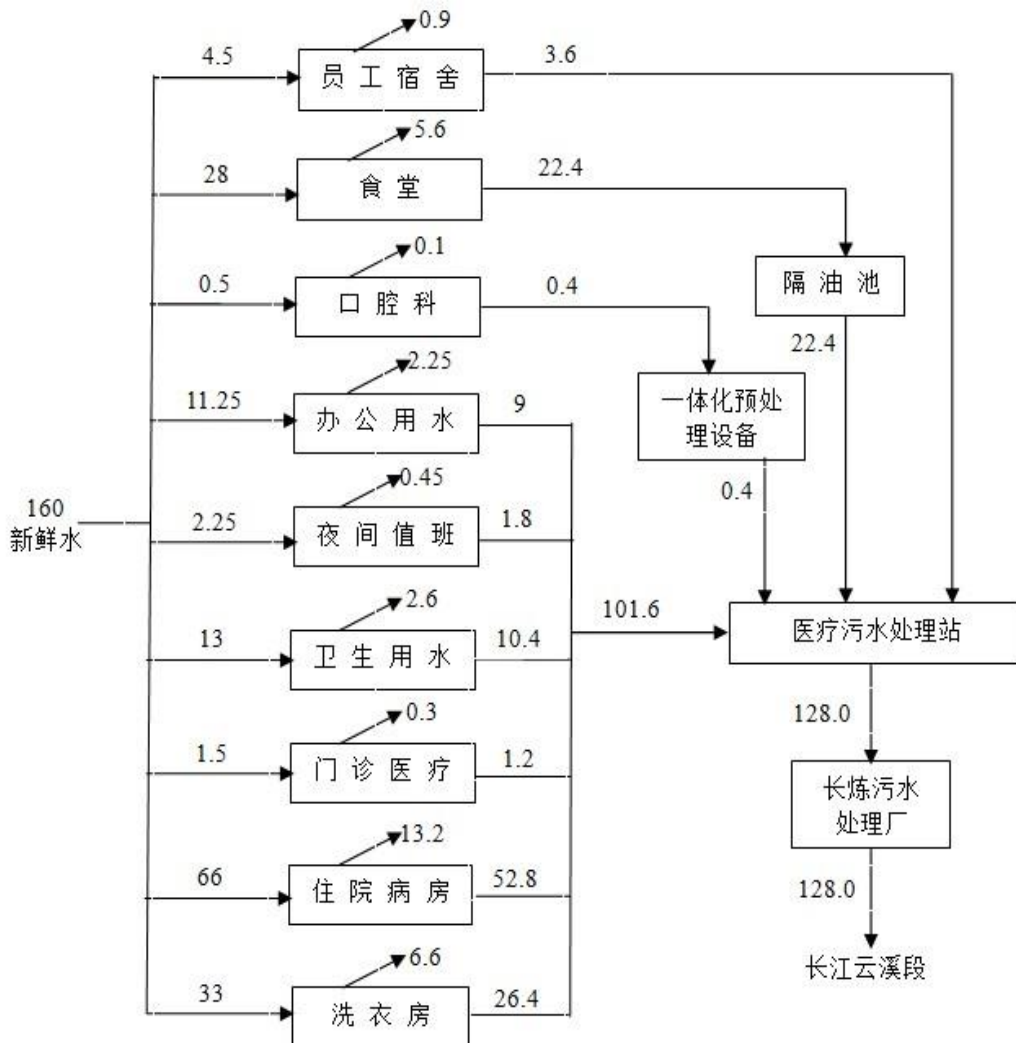 0.9
4.5
员工宿舍
3.6
5.6
28
食堂
22.4
隔油池
22.4
0.1
0.5
口腔科
0.4
一体化预处
理设备
0.4
2.25
11.25
办公用水
9
0.45
160
新鲜水
2.25
夜间值班
1.8
2.6
13
卫生用水
10.4
101.6
医疗污水处理站
128.0
0.3
1.5
门诊医疗
1.2
长炼污水
处理厂
128.0
13.2
66
住院病房
52.8
长江云溪段
6.6
33
洗衣房
26.4